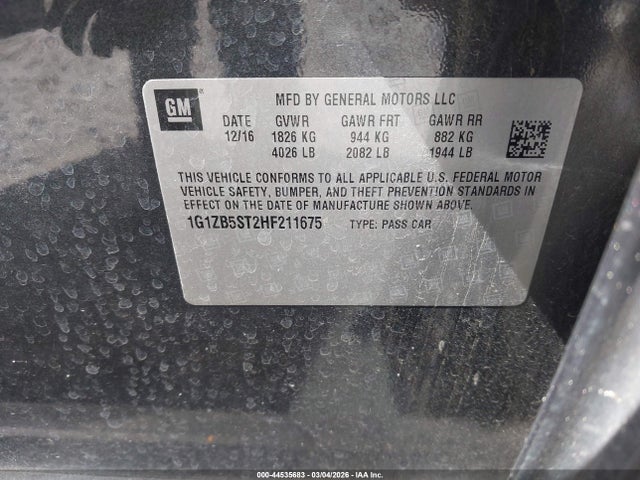 GM
MFD BY GENERAL MOTORS LLC
DATE GVWR GAWR FRT GAWR RR
12/16 1826 KG 944 KG 882 KG
4026 LB 2082 LB 1944 LB
THIS VEHICLE CONFORMS TO ALL APPLICABLE U.S. FEDERAL MOTOR
VEHICLE SAFETY, BUMPER, AND THEFT PREVENTION STANDARDS IN
EFFECT ON THE DATE OF MANUFACTURE SHOWN ABOVE.
1G1ZB5ST2HF211675 TYPE: PASS CAR
000-44535683 - 03/04/2026 - IAA Inc.